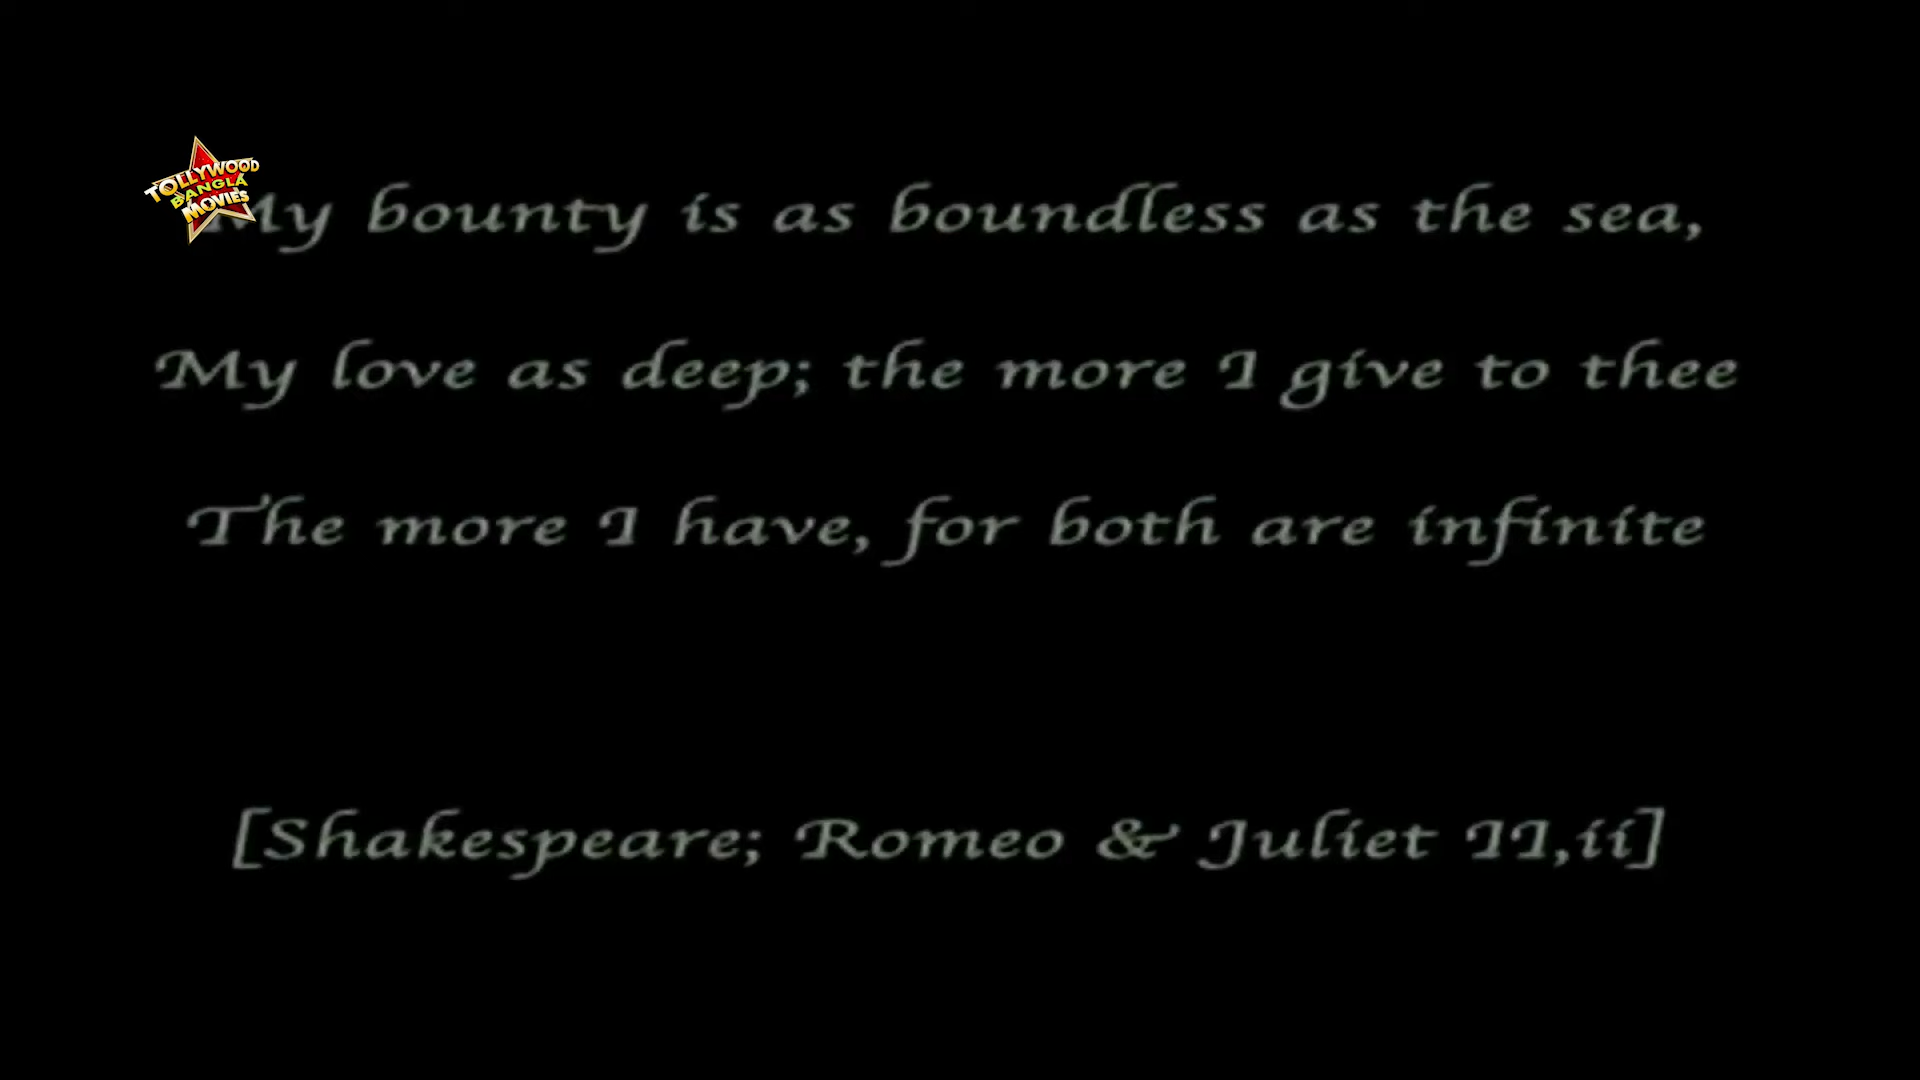 TOLLYWOOD
BANGLA
MOVIES
My bounty is as boundless as the sea,
My love as deep; the more I give to thee
The more I have, for both are infinite
[Shakespeare; Romeo & Juliet II,ii]